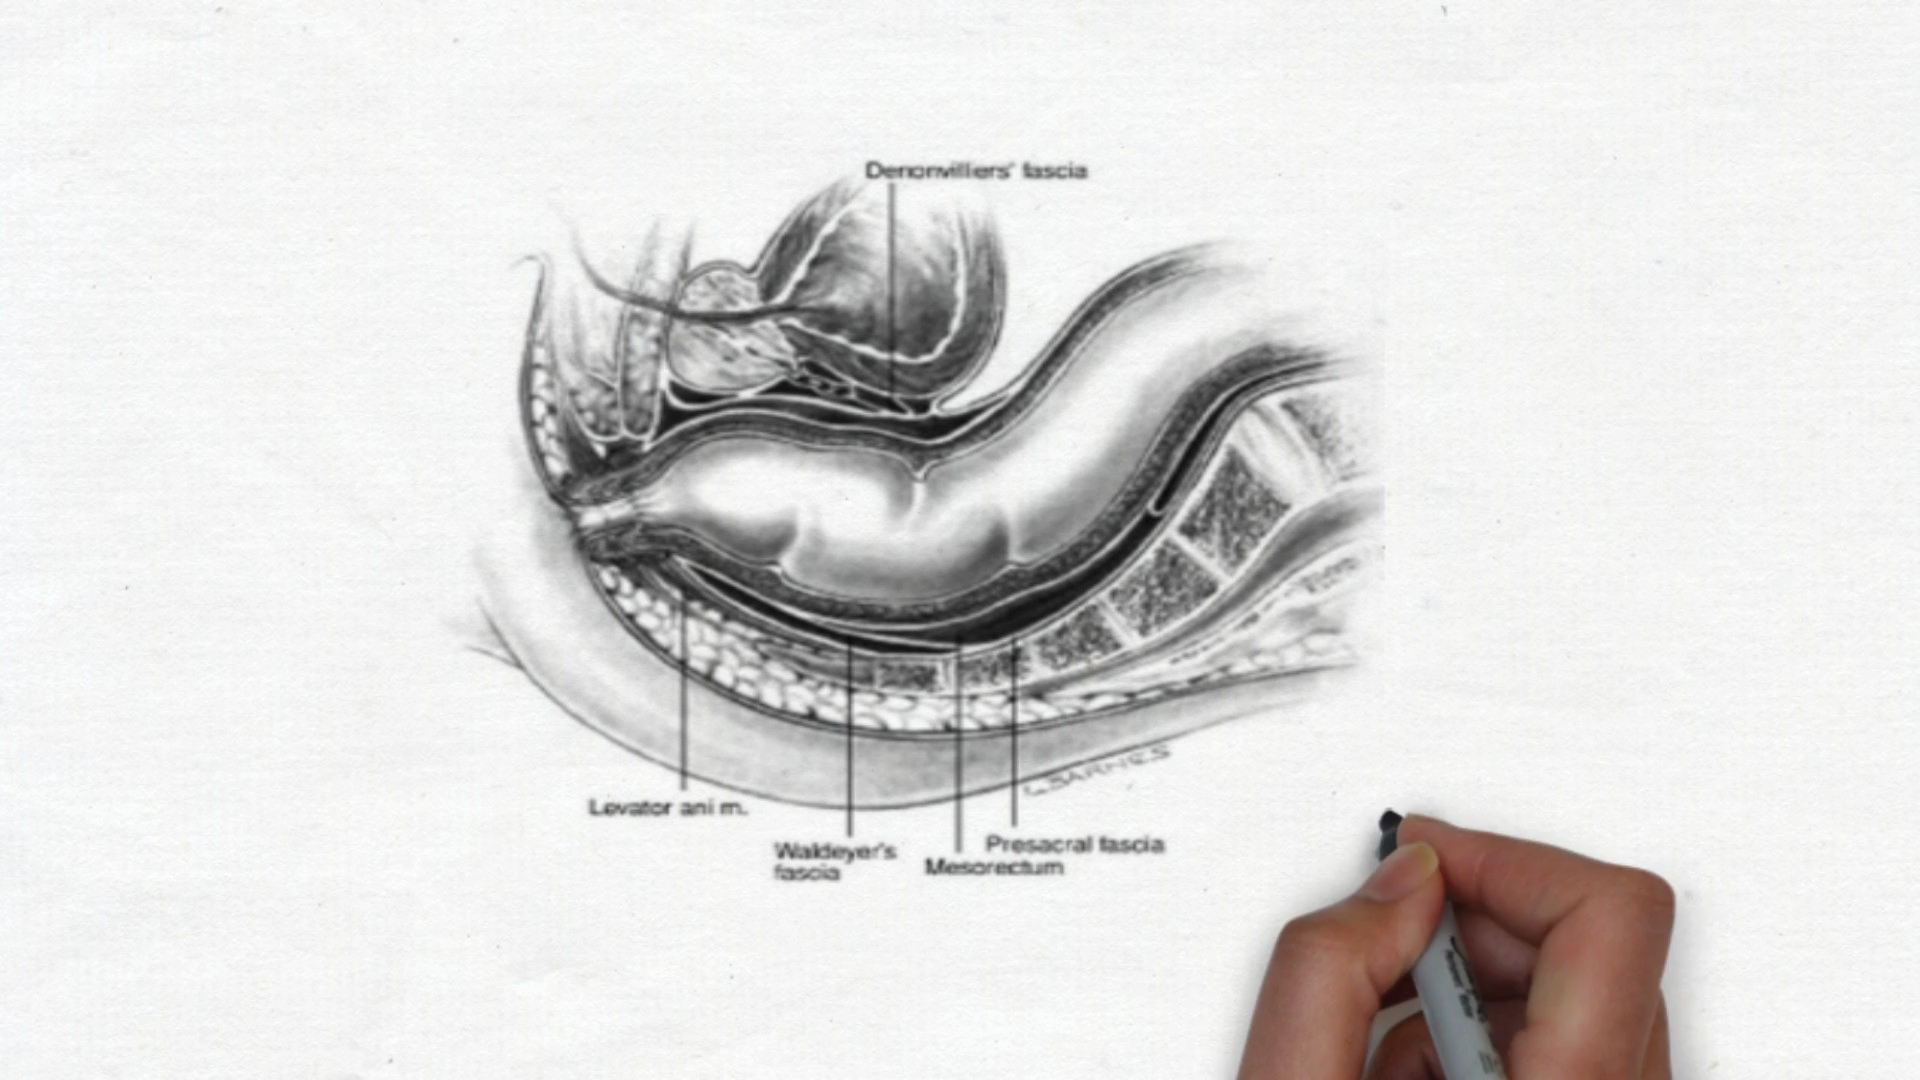 Denonvilliers' fascia
Levator ani m.
Waldeyer's
fascia
Presacral fascia
Mesorectum